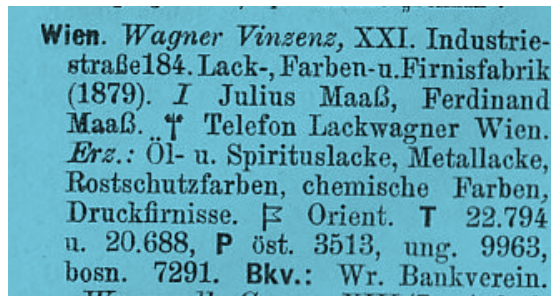 Wien. Wagner Vinzenz, XXI. Industrie-
straße184. Lack-, Farben- u. Firnisfabrik
(1879). I Julius Maaß, Ferdinand
Maaß. Telefon Lackwagner Wien.
Erz.: Öl- u. Spirituslacke, Metallacke,
Rostschutzfarben, chemische Farben,
Druckfirnisse. Orient. T 22.794
u. 20.688, P öst. 3513, ung. 9963,
bosn. 7291. Bkv.: Wr. Bankverein.